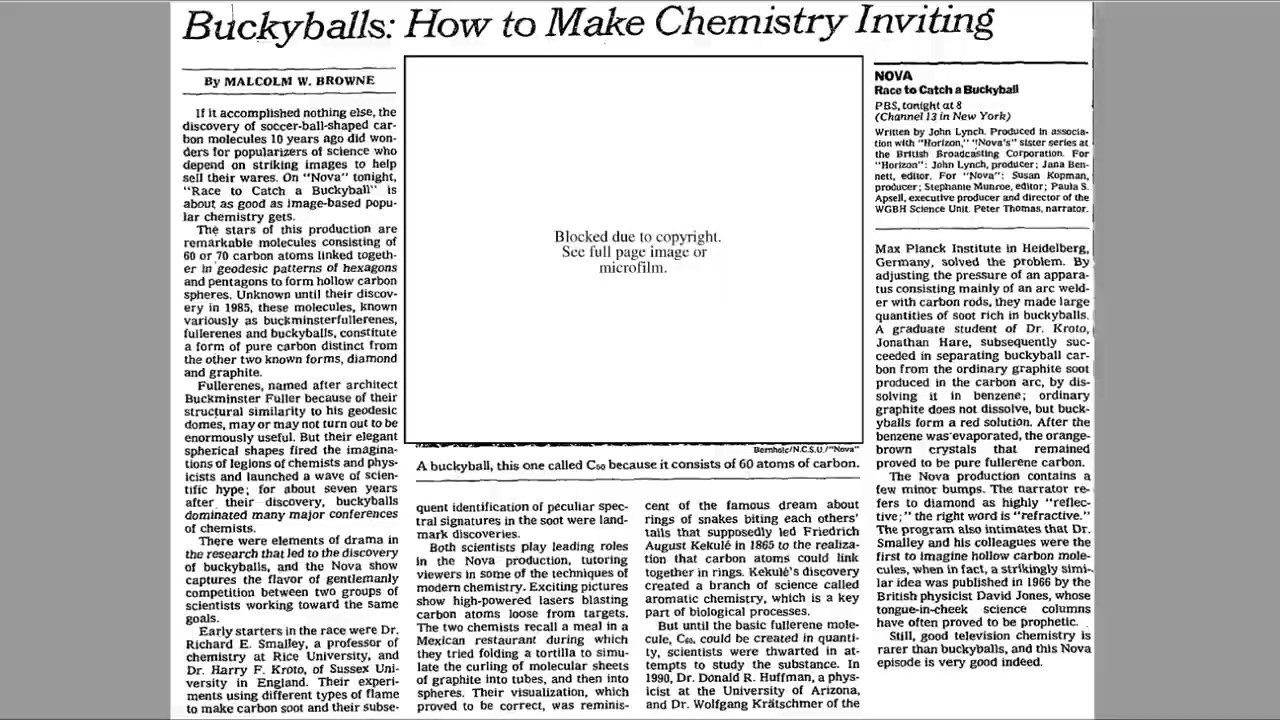 Buckyballs: How to Make Chemistry Inviting
By MALCOLM W. BROWNE
If it accomplished nothing else, the
discovery of soccer-ball-shaped car-
bon molecules 10 years ago did won-
ders for popularizers of science who
depend on striking images to help
sell their wares. On "Nova" tonight,
"Race to Catch a Buckyball" is
about as good as image-based popu-
lar chemistry gets.
The stars of this production are
remarkable molecules consisting of
60 or 70 carbon atoms linked togeth-
er in geodesic patterns of hexagons
and pentagons to form hollow carbon
spheres. Unknown until their discov-
ery in 1985, these molecules, known
variously as buckminsterfullerenes,
fullerenes and buckyballs, constitute
a form of pure carbon distinct from
the other two known forms, diamond
and graphite.
Fullerenes, named after architect
Buckminster Fuller because of their
structural similarity to his geodesic
domes, may or may not turn out to be
enormously useful. But their elegant
spherical shapes fired the imagina-
tions of legions of chemists and phys-
icists and launched a wave of scien-
tific hype; for about seven years
after their discovery, buckyballs
dominated many major conferences
of chemists.
There were elements of drama in
the research that led to the discovery
of buckyballs, and the Nova show
captures the flavor of gentlemanly
competition between two groups of
scientists working toward the same
goals.
Early starters in the race were Dr.
Richard E. Smalley, a professor of
chemistry at Rice University, and
Dr. Harry F. Kroto, of Sussex Uni-
versity in England. Their experi-
ments using different types of flame
to make carbon soot and their subse-
Blocked due to copyright.
See full page image or
microfilm.
Bernholc/N.C.S.U./"Nova"
A buckyball, this one called C60 because it consists of 60 atoms of carbon.
quent identification of peculiar spec-
tral signatures in the soot were land-
mark discoveries.
Both scientists play leading roles
in the Nova production, tutoring
viewers in some of the techniques of
modern chemistry. Exciting pictures
show high-powered lasers blasting
carbon atoms loose from targets.
The two chemists recall a meal in a
Mexican restaurant during which
they tried folding a tortilla to simu-
late the curling of molecular sheets
of graphite into tubes, and then into
spheres. Their visualization, which
proved to be correct, was reminis-
cent of the famous dream about
rings of snakes biting each others'
tails that supposedly led Friedrich
August Kekulé in 1865 to the realiza-
tion that carbon atoms could link
together in rings. Kekulé's discovery
created a branch of science called
aromatic chemistry, which is a key
part of biological processes.
But until the basic fullerene mole-
cule, C60, could be created in quanti-
ty, scientists were thwarted in at-
tempts to study the substance. In
1990, Dr. Donald R. Huffman, a phys-
icist at the University of Arizona,
and Dr. Wolfgang Krätschmer of the
NOVA
Race to Catch a Buckyball
PBS, tonight at 8
(Channel 13 in New York)
Written by John Lynch. Produced in associa-
tion with "Horizon," "Nova's" sister series at
the British Broadcasting Corporation. For
"Horizon": John Lynch, producer; Jana Ben-
nett, editor. For "Nova": Susan Kopman,
producer; Stephanie Munroe, editor; Paula S.
Apsell, executive producer and director of the
WGBH Science Unit. Peter Thomas, narrator.
Max Planck Institute in Heidelberg,
Germany, solved the problem. By
adjusting the pressure of an appara-
tus consisting mainly of an arc weld-
er with carbon rods, they made large
quantities of soot rich in buckyballs.
A graduate student of Dr. Kroto,
Jonathan Hare, subsequently suc-
ceeded in separating buckyball car-
bon from the ordinary graphite soot
produced in the carbon arc, by dis-
solving it in benzene; ordinary
graphite does not dissolve, but buck-
yballs form a red solution. After the
benzene was evaporated, the orange-
brown crystals that remained
proved to be pure fullerene carbon.
The Nova production contains a
few minor bumps. The narrator re-
fers to diamond as highly "reflec-
tive;" the right word is "refractive."
The program also intimates that Dr.
Smalley and his colleagues were the
first to imagine hollow carbon mole-
cules, when in fact, a strikingly simi-
lar idea was published in 1966 by the
British physicist David Jones, whose
tongue-in-cheek science columns
have often proved to be prophetic.
Still, good television chemistry is
rarer than buckyballs, and this Nova
episode is very good indeed.